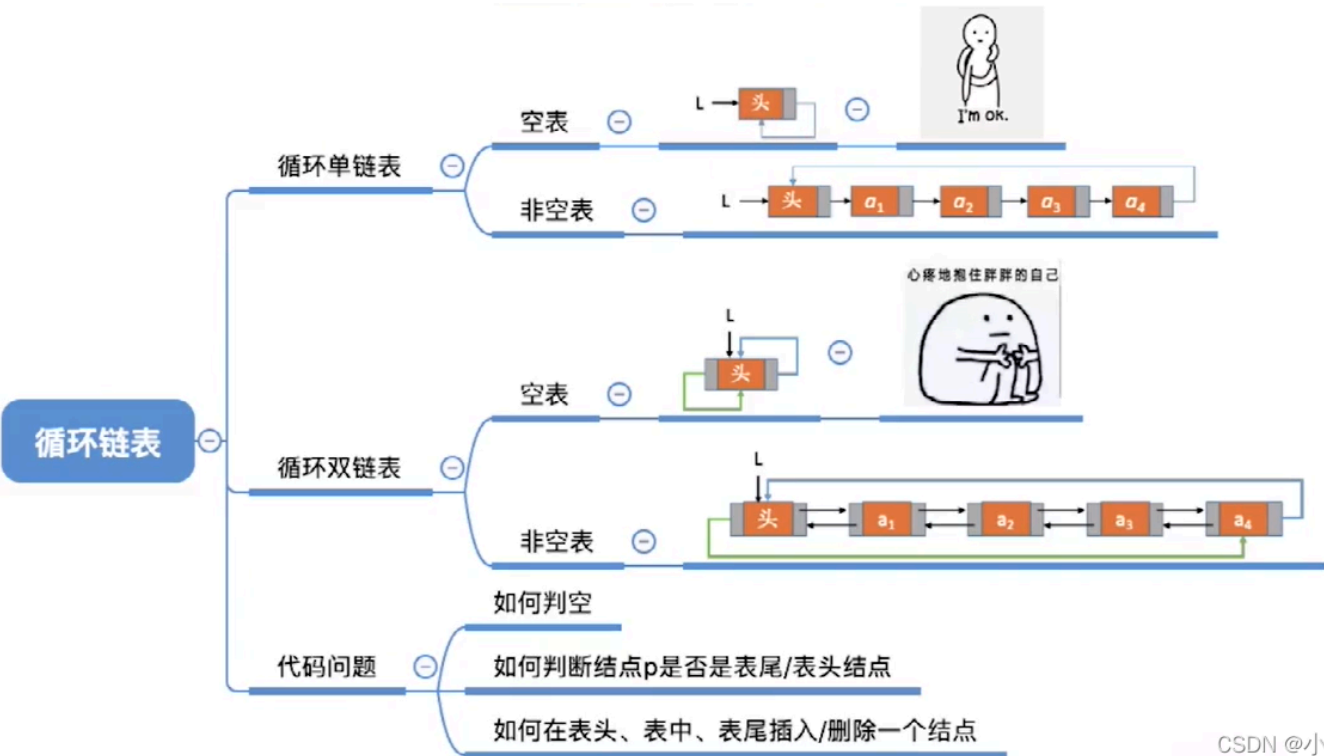 循环链表
循环单链表
空表
L
头
I'm OK.
非空表
L
头
a1
a2
a3
a4
循环双链表
空表
L
头
心疼地抱住胖胖的自己
非空表
L
头
a1
a2
a3
a4
代码问题
如何判空
如何判断结点p是否是表尾/表头结点
如何在表头、表中、表尾插入/删除一个结点
CSDN @小